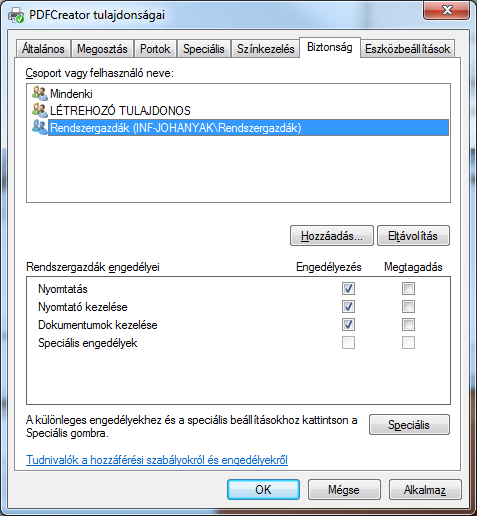 PDFCreator tulajdonságai
Általános Megosztás Portok Speciális Színkezelés Biztonság Eszközbeállítások
Csoport vagy felhasználó neve:
Mindenki
LÉTREHOZÓ TULAJDONOS
Rendszergazdák (INF-JOHANYAK\Rendszergazdák)
Hozzáadás... Eltávolítás
Rendszergazdák engedélyei Engedélyezés Megtagadás
Nyomtatás
Nyomtató kezelése
Dokumentumok kezelése
Speciális engedélyek
A különleges engedélyekhez és a speciális beállításokhoz kattintson a
Speciális gombra.
Speciális
Tudnivalók a hozzáférési szabályokról és engedélyekről
OK Mégse Alkalmaz